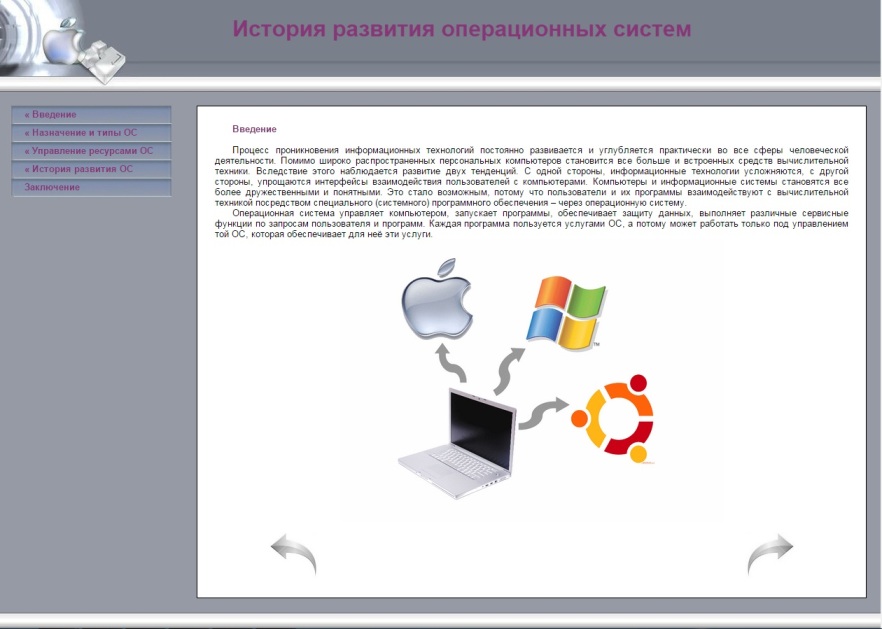 История развития операционных систем
« Введение
« Назначение и типы ОС
« Управление ресурсами ОС
« История развития ОС
Заключение
Введение
Процесс проникновения информационных технологий постоянно развивается и углубляется практически во все сферы человеческой
деятельности. Помимо широко распространенных персональных компьютеров становится все больше и встроенных средств вычислительной
техники. Вследствие этого наблюдается развитие двух тенденций. С одной стороны, информационные технологии усложняются, с другой
стороны, упрощаются интерфейсы взаимодействия пользователей с компьютерами. Компьютеры и информационные системы становятся все
более дружественными и понятными. Это стало возможным, потому что пользователи и их программы взаимодействуют с вычислительной
техникой посредством специального (системного) программного обеспечения – через операционную систему.
Операционная система управляет компьютером, запускает программы, обеспечивает защиту данных, выполняет различные сервисные
функции по запросам пользователя и программ. Каждая программа пользуется услугами ОС, а потому может работать только под управлением
той ОС, которая обеспечивает для неё эти услуги.
TM